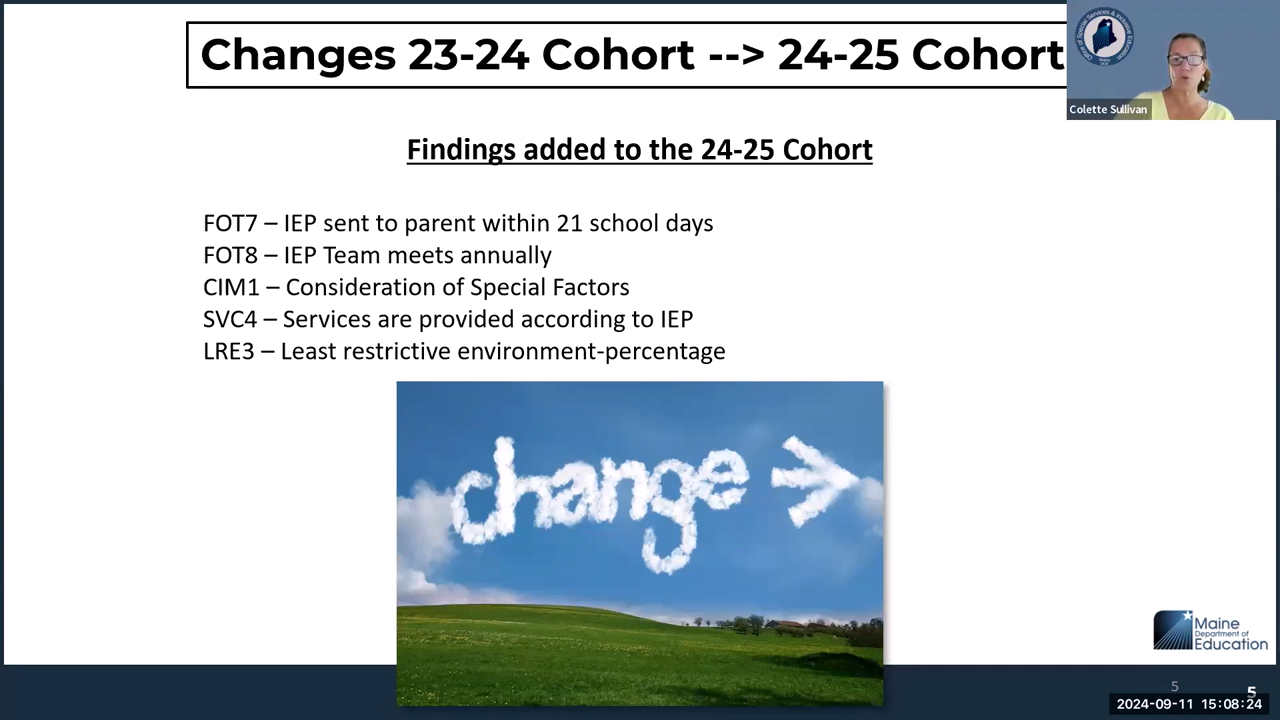 Changes 23-24 Cohort --> 24-25 Cohort
Colette Sullivan
Findings added to the 24-25 Cohort
FOT7 – IEP sent to parent within 21 school days
FOT8 – IEP Team meets annually
CIM1 – Consideration of Special Factors
SVC4 – Services are provided according to IEP
LRE3 – Least restrictive environment-percentage
change
Maine
Department of
Education
5
5
2024-09-11 15:08:24